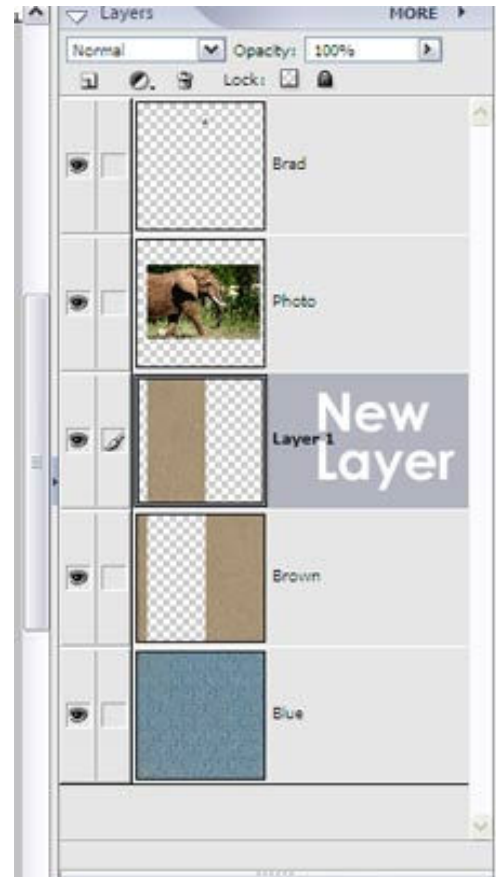 Layers MORE
Normal Opacity: 100%
Lock:
Brad
Photo
New
Layer 1
Layer
Brown
Blue